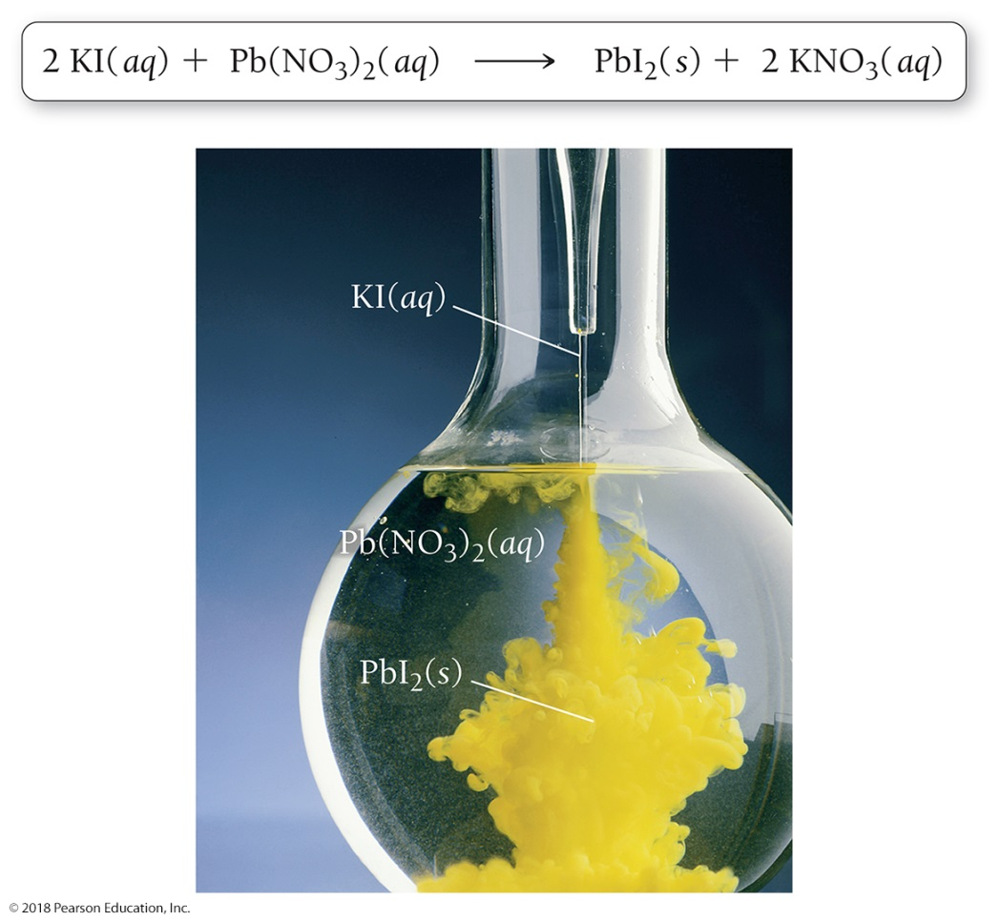 2 KI(aq) + Pb(NO₃)₂(aq) ⟶ PbI₂(s) + 2 KNO₃(aq)
KI(aq)
Pb(NO₃)₂(aq)
PbI₂(s)
© 2018 Pearson Education, Inc.